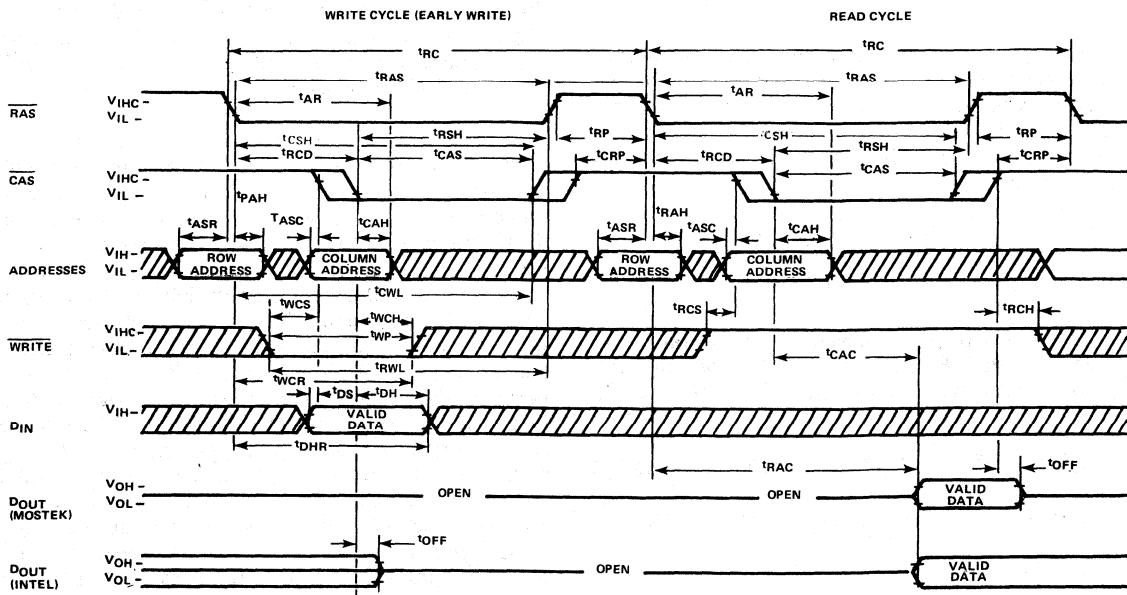 WRITE CYCLE (EARLY WRITE) READ CYCLE
tRC tRC
tRAS tRAS
tAR tAR
RAS VIHC
VIL
tCSH tRSH tRP CSH tRP
tRSH
tRCD tCAS tCRP tRCD tCAS tCRP
CAS VIHC
VIL
tPAH
tASR TASC tCAH tASR tRAH tASC tCAH
ADDRESSES VIH
VIL
ROW ADDRESS COLUMN ADDRESS ROW ADDRESS COLUMN ADDRESS
tCWL
tWCS tWCH tRCS tRCH
WRITE VIHC
VIL
tWP
tRWL tCAC
tWCR
tDS tDH
DIN VIH
VALID DATA
tDHR
tRAC tOFF
DOUT (MOSTEK) VOH
VOL
OPEN OPEN VALID DATA
tOFF
DOUT (INTEL) VOH
VOL
OPEN VALID DATA